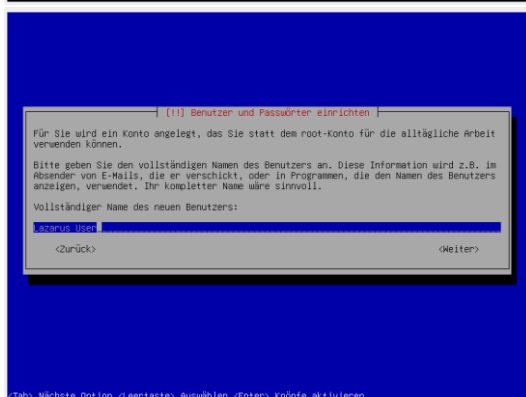 [!!] Benutzer und Passwörter einrichten
Für Sie wird ein Konto angelegt, das Sie statt dem root-Konto für die alltägliche Arbeit
verwenden können.
Bitte geben Sie den vollständigen Namen des Benutzers an. Diese Information wird z.B. im
Absender von E-Mails, die er verschickt, oder in Programmen, die den Namen des Benutzers
anzeigen, verwendet. Ihr kompletter Name wäre sinnvoll.
Vollständiger Name des neuen Benutzers:
Lazarus User
<Zurück> <Weiter>
<Tab> Nächste Option <Leertaste> Auswählen <Enter> Knöpfe aktivieren